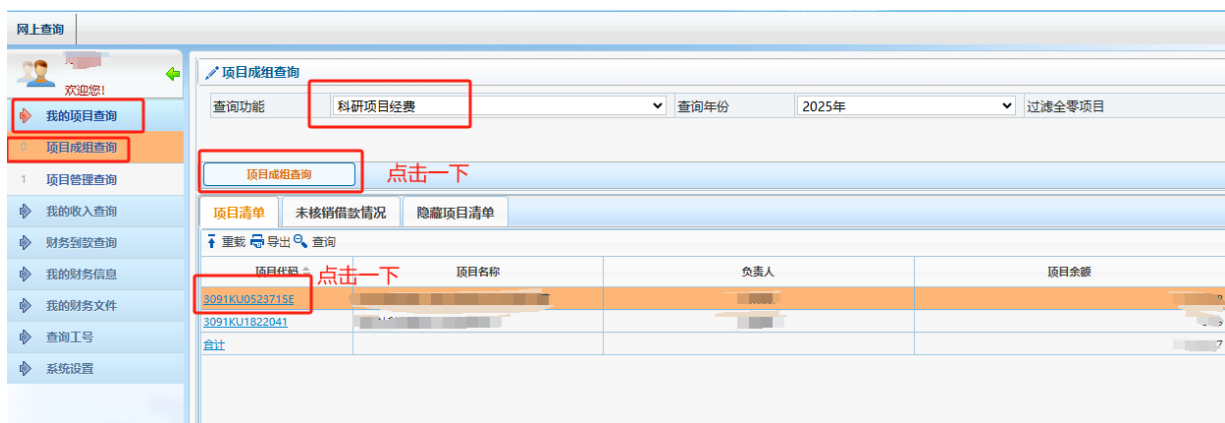 网上查询
欢迎您!
我的项目查询
0 项目成组查询
1 项目管理查询
我的收入查询
财务到款查询
我的财务信息
我的财务文件
查询工号
系统设置
项目成组查询
查询功能 科研项目经费 查询年份 2025年 过滤全零项目
项目成组查询 点击一下
项目清单 未核销借款情况 隐藏项目清单
重载 导出 查询
项目代码 点击一下 项目名称 负责人 项目余额
3091KU0523715E
3091KU1822041
合计 7